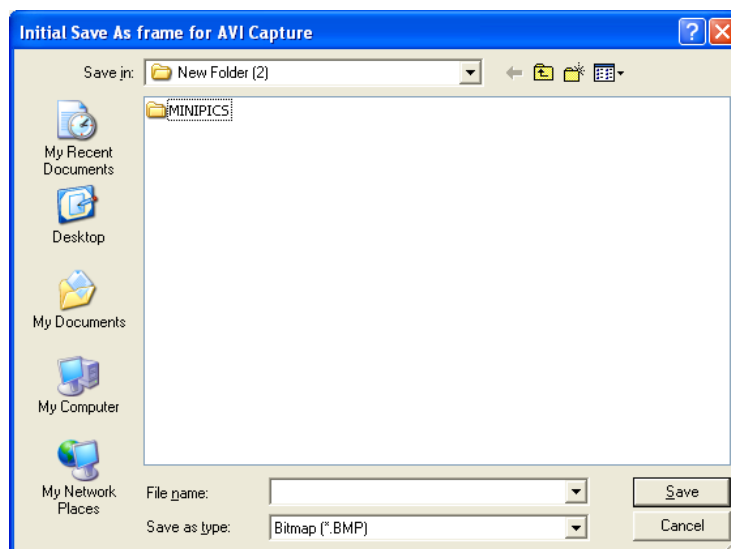 Initial Save As frame for AVI Capture
Save in:
New Folder (2)
MINIPICS
My Recent
Documents
Desktop
My Documents
My Computer
My Network
Places
File name:
Save
Save as type:
Bitmap (*.BMP)
Cancel